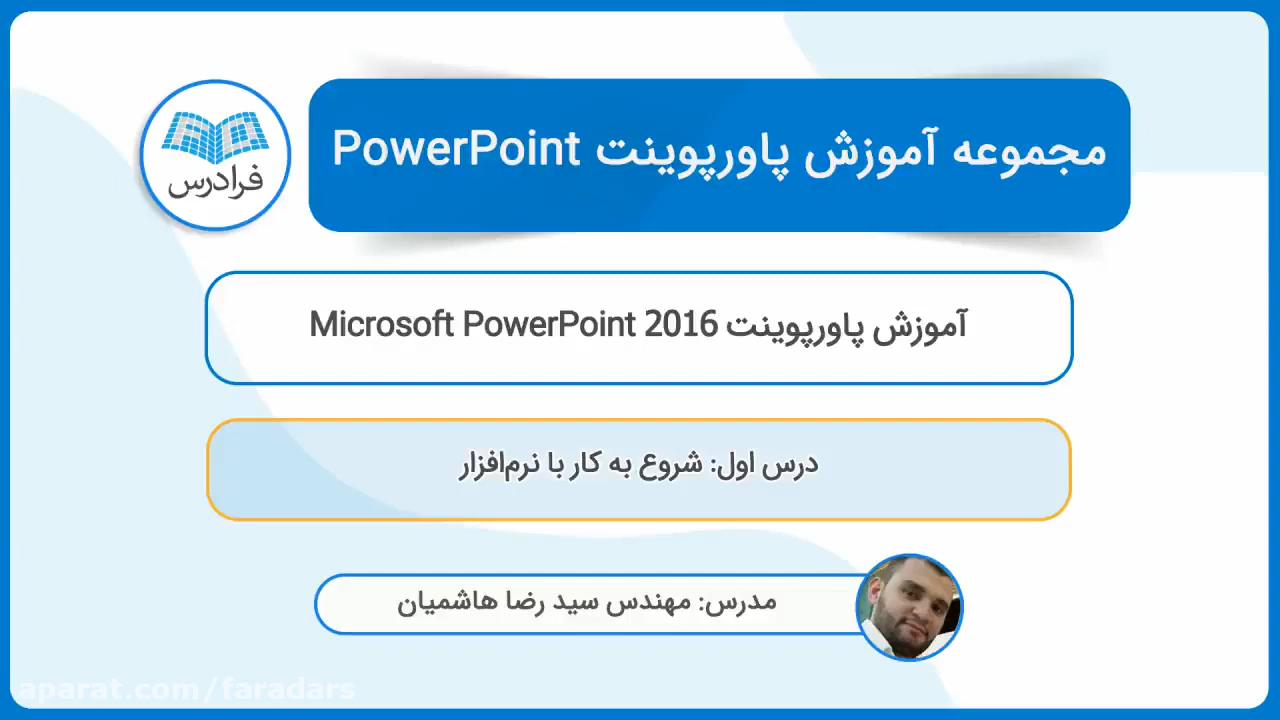 مجموعه آموزش پاورپوینت PowerPoint
فرادرس
آموزش پاورپوینت Microsoft PowerPoint 2016
درس اول: شروع به کار با نرم‌افزار
مدرس: مهندس سید رضا هاشمیان
aparat.com/faradars